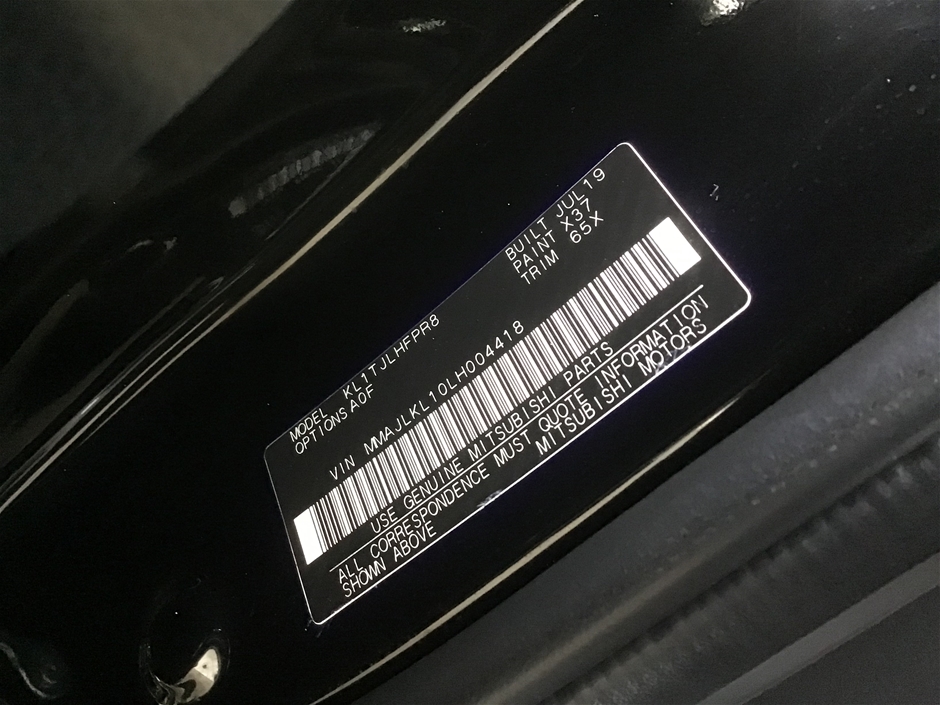 MODEL KL1TJLHFPR8
OPTIONS A0F
BUILT JUL19
PAINT X37
TRIM 65X
VIN MMAJLKL10LH004418
USE GENUINE MITSUBISHI PARTS
ALL CORRESPONDENCE MUST QUOTE INFORMATION
SHOWN ABOVE
MITSUBISHI MOTORS